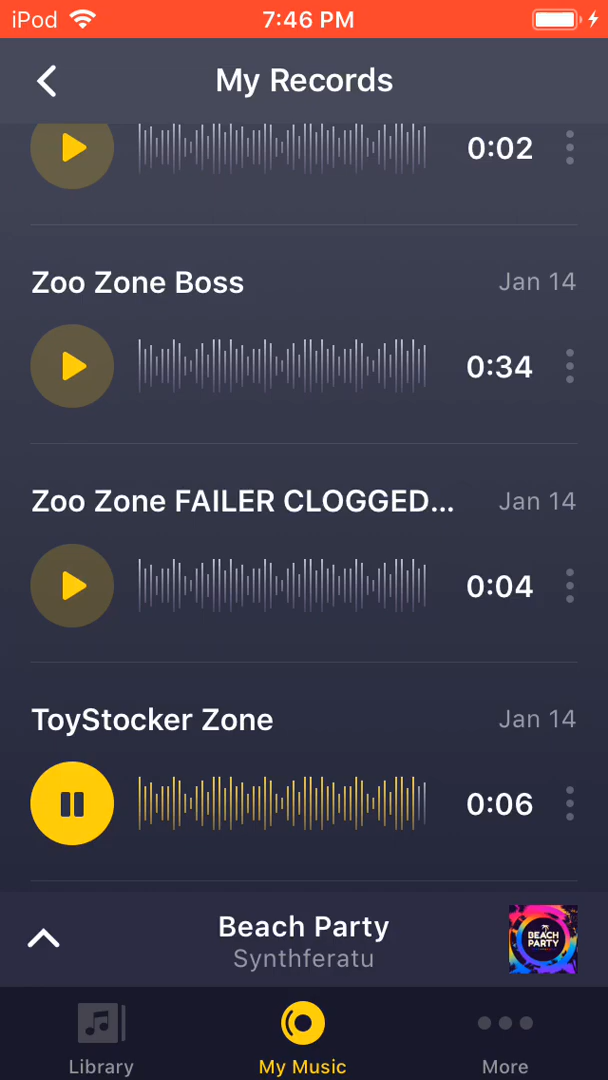 iPod 7:46 PM
My Records
0:02
Zoo Zone Boss Jan 14
0:34
Zoo Zone FAILER CLOGGED... Jan 14
0:04
ToyStocker Zone Jan 14
0:06
Beach Party
Synthferatu
BEACH
PARTY
Library My Music More